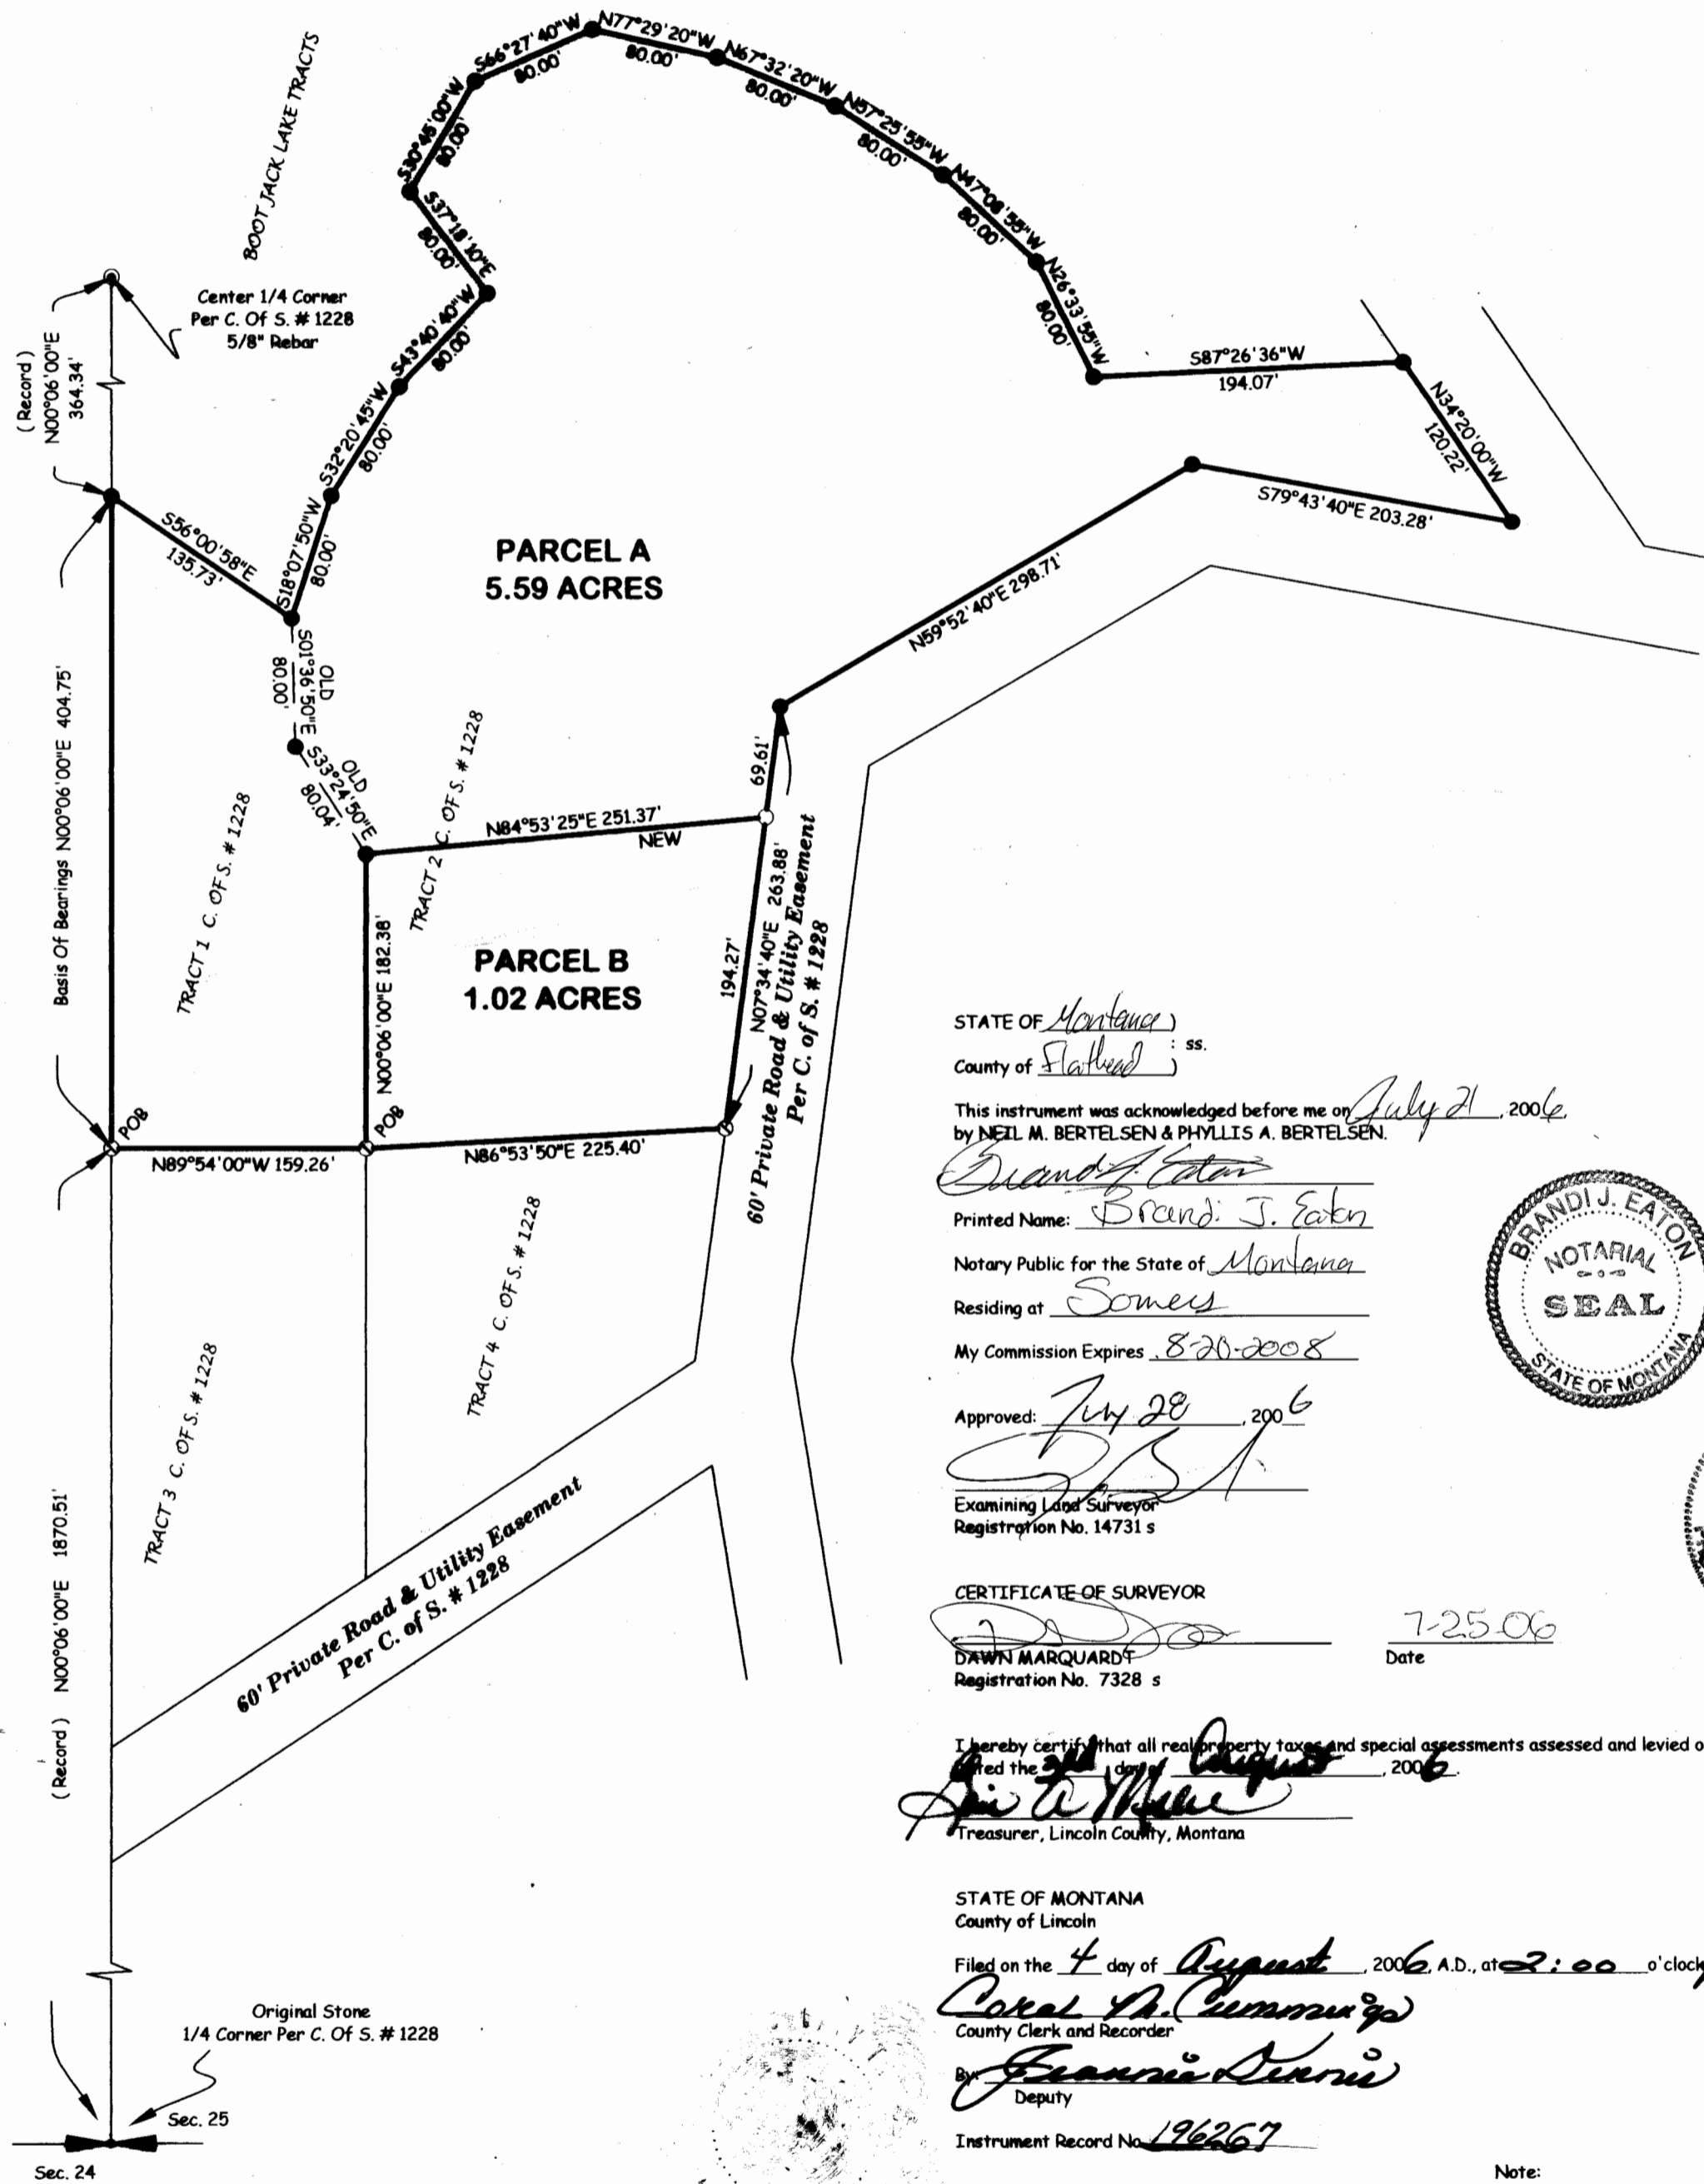 BOOT JACK LAKE TRACTS
S66°27'40"W
80.00'
N77°29'20"W
80.00'
N67°32'20"W
80.00'
N57°25'55"W
80.00'
N47°08'55"W
80.00'
N26°33'55"W
80.00'
S87°26'36"W
194.07'
N34°20'00"W
120.22'
S79°43'40"E 203.28'
N59°52'40"E 298.71'
S30°45'00"W
80.00'
S37°18'10"E
80.00'
S43°40'40"W
80.00'
S32°20'45"W
80.00'
S18°07'50"W
80.00'
Center 1/4 Corner
Per C. Of S. # 1228
5/8" Rebar
(Record)
N00°06'00"E
364.34'
S56°00'58"E
135.73'
PARCEL A
5.59 ACRES
OLD
S01°36'50"E
80.00'
OLD
S33°24'50"E
80.04'
Basis Of Bearings N00°06'00"E 404.75'
TRACT 1 C. OF S. # 1228
TRACT 2 C. OF S. # 1228
N84°53'25"E 251.37'
NEW
69.61'
194.27'
N07°34'40"E 263.88'
60' Private Road & Utility Easement
Per C. of S. # 1228
PARCEL B
1.02 ACRES
N00°06'00"E 182.38'
POB
POB
N89°54'00"W 159.26'
N86°53'50"E 225.40'
TRACT 3 C. OF S. # 1228
TRACT 4 C. OF S. # 1228
60' Private Road & Utility Easement
Per C. of S. # 1228
(Record) N00°06'00"E 1870.51'
Original Stone
1/4 Corner Per C. Of S. # 1228
Sec. 25
Sec. 24
STATE OF Montana )
: ss.
County of Flathead )
This instrument was acknowledged before me on July 21, 2006,
by NEIL M. BERTELSEN & PHYLLIS A. BERTELSEN.
Brandi J. Eaton
Printed Name: Brandi J. Eaton
Notary Public for the State of Montana
Residing at Somers
My Commission Expires 8-20-2008
BRANDI J. EATON
NOTARIAL
SEAL
STATE OF MONTANA
Approved: July 28, 2006
Examining Land Surveyor
Registration No. 14731 s
CERTIFICATE OF SURVEYOR
7-25-06
DAWN MARQUARDT
Date
Registration No. 7328 s
I hereby certify that all real property taxes and special assessments assessed and levied o
the day August, 2006.
Treasurer, Lincoln County, Montana
STATE OF MONTANA
County of Lincoln
Filed on the 4 day of August, 2006, A.D., at 2:00 o'clock
Coral M. Cummings
County Clerk and Recorder
By: Jeannie Dennis
Deputy
Instrument Record No 196267
Note: